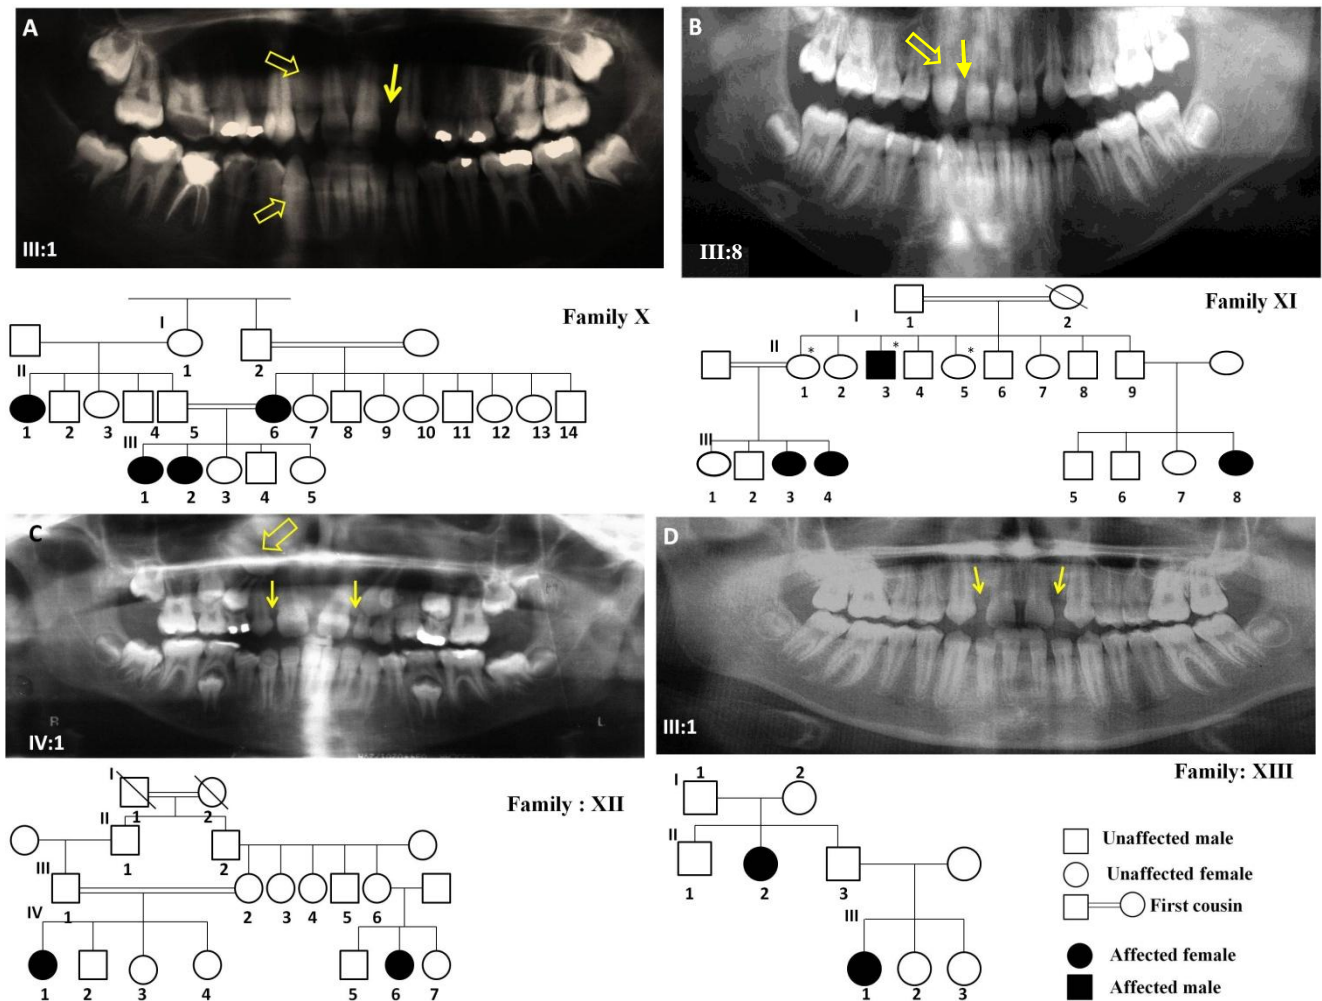 A
III:1
B
III:8
Family X
I
1 2
II
1 2 3 4 5 6 7 8 9 10 11 12 13 14
III
1 2 3 4 5
Family XI
I
1 2
II
* * *
1 2 3 4 5 6 7 8 9
III
1 2 3 4 5 6 7 8
C
R L
IV:1
D
III:1
Family : XII
I
1 2
II
1 2
III
1 2 3 4 5 6
IV
1 2 3 4 5 6 7
Family: XIII
I
1 2
II
1 2 3
III
1 2 3
Unaffected male
Unaffected female
First cousin
Affected female
Affected male